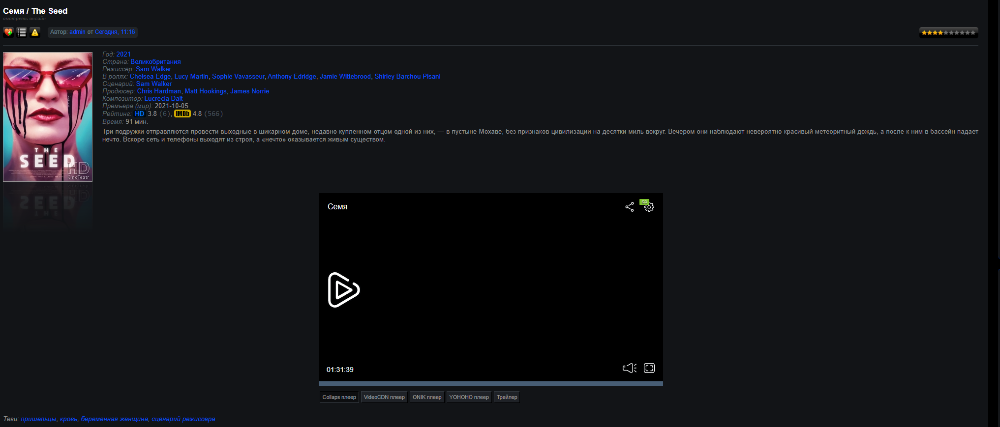 Семя / The Seed
смотреть онлайн
Автор: admin от Сегодня, 11:16
Год: 2021
Страна: Великобритания
Режиссёр: Sam Walker
В ролях: Chelsea Edge, Lucy Martin, Sophie Vavasseur, Anthony Edridge, Jamie Wittebrood, Shirley Barchou Pisani
Сценарий: Sam Walker
Продюсер: Chris Hardman, Matt Hookings, James Norrie
Композитор: Lucrecia Dalt
Премьера (мир): 2021-10-05
Рейтинг: HD 3.8 (6), IMDb 4.8 (566)
Время: 91 мин.
Три подружки отправляются провести выходные в шикарном доме, недавно купленном отцом одной из них, — в пустыне Мохаве, без признаков цивилизации на десятки миль вокруг. Вечером они наблюдают невероятно красивый метеоритный дождь, а после к ним в бассейн падает
нечто. Вскоре сеть и телефоны выходят из строя, а «нечто» оказывается живым существом.
THE
SEED
HD
KinoTeatr
Семя
SD
01:31:39
Collaps плеер VideoCDN плеер ONIK плеер YOHOHO плеер Трейлер
Теги: пришельцы, кровь, беременная женщина, сценарий режиссера